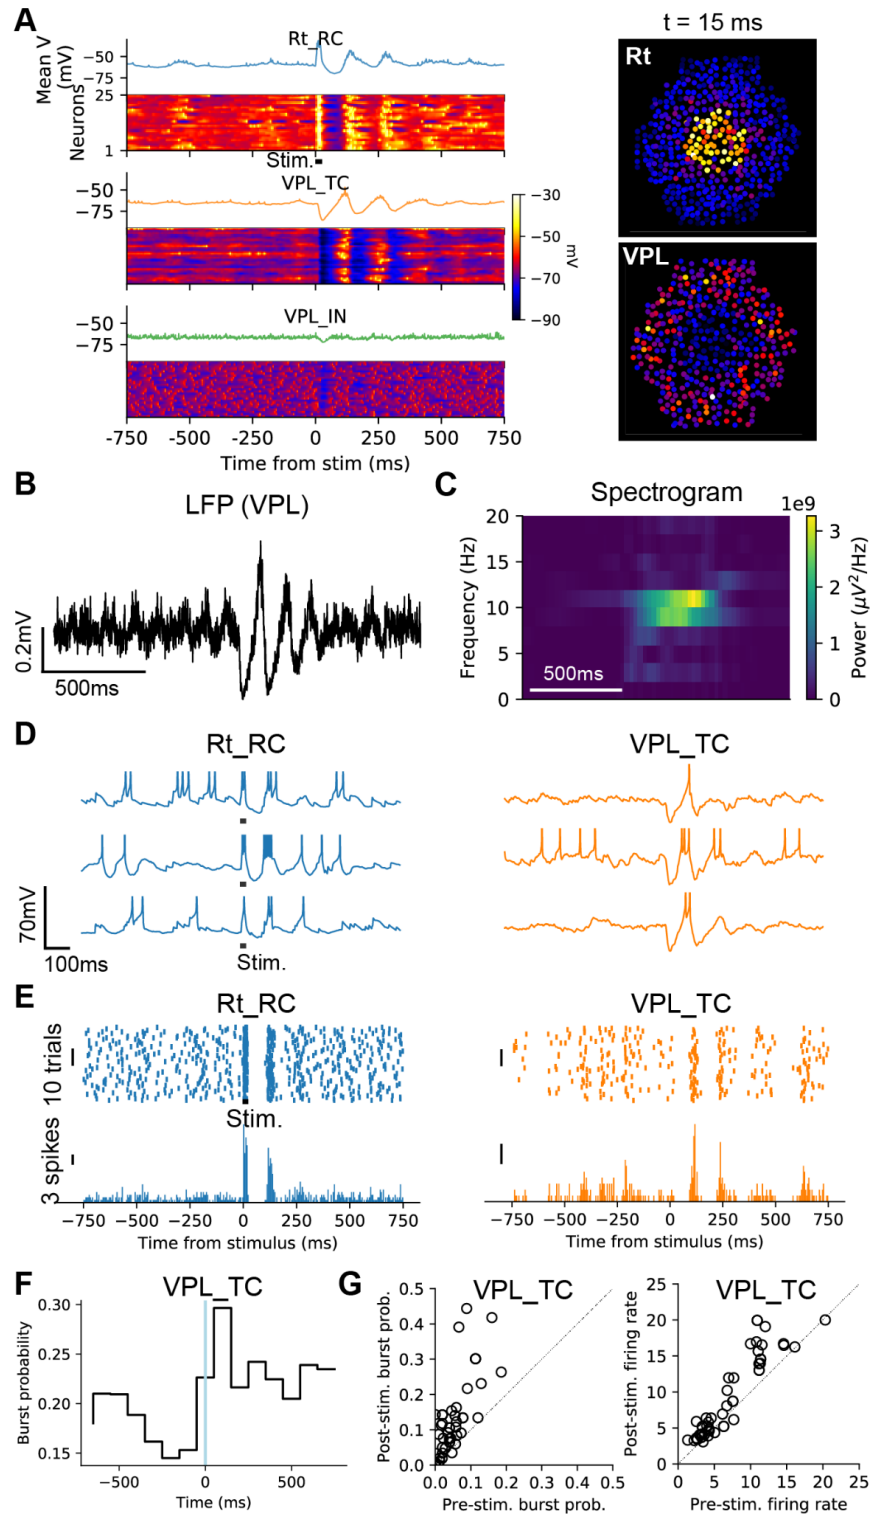 A
Mean V
(mV)
−50
−75
Rt_RC
Neurons
25
1
Stim.
−50
−75
VPL_TC
−30
−50
−70
−90
mV
−50
−75
VPL_IN
-750 -500 -250 0 250 500 750
Time from stim (ms)
t = 15 ms
Rt
VPL
B
LFP (VPL)
0.2mV
500ms
C
Spectrogram
1e9
Frequency (Hz)
20
15
10
5
0
500ms
3
2
1
0
Power (μV²/Hz)
D
Rt_RC
VPL_TC
70mV
100ms
Stim.
E
Rt_RC
VPL_TC
10 trials
Stim.
3 spikes
−750 −500 −250 0 250 500 750
Time from stimulus (ms)
−750 −500 −250 0 250 500 750
Time from stimulus (ms)
F
VPL_TC
Burst probability
0.30
0.25
0.20
0.15
−500 0 500
Time (ms)
G
VPL_TC
Post-stim. burst prob.
0.5
0.4
0.3
0.2
0.1
0.0
0.0 0.1 0.2 0.3 0.4 0.5
Pre-stim. burst prob.
VPL_TC
Post-stim. firing rate
25
20
15
10
5
0
0 5 10 15 20 25
Pre-stim. firing rate